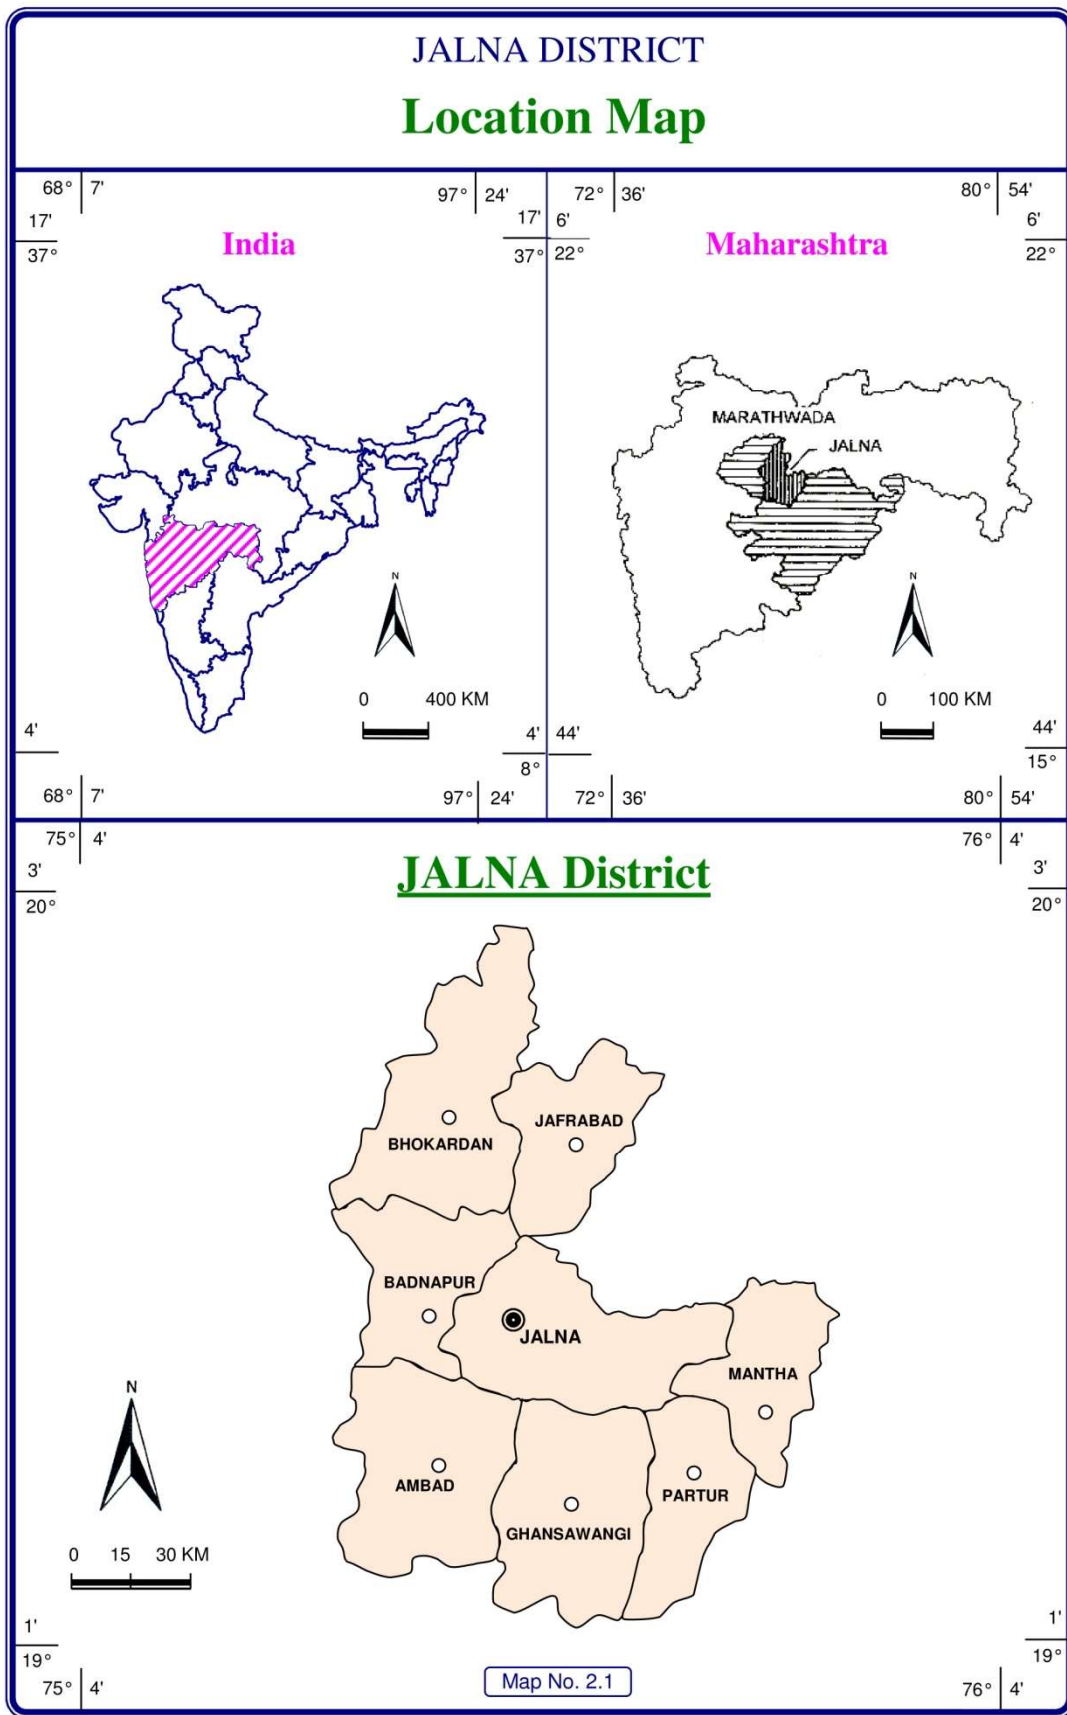 JALNA DISTRICT
Location Map
68° 7'
97° 24'
72° 36'
80° 54'
17'
37°
India
17' 6'
37° 22°
Maharashtra
6'
22°
MARATHWADA
JALNA
N
N
0 400 KM
0 100 KM
4'
4' 44'
8°
44'
15°
68° 7'
97° 24'
72° 36'
80° 54'
75° 4'
76° 4'
JALNA District
3'
20°
3'
20°
JAFRABAD
BHOKARDAN
BADNAPUR
JALNA
MANTHA
N
AMBAD
PARTUR
GHANSAWANGI
0 15 30 KM
1'
19°
1'
19°
75° 4'
Map No. 2.1
76° 4'